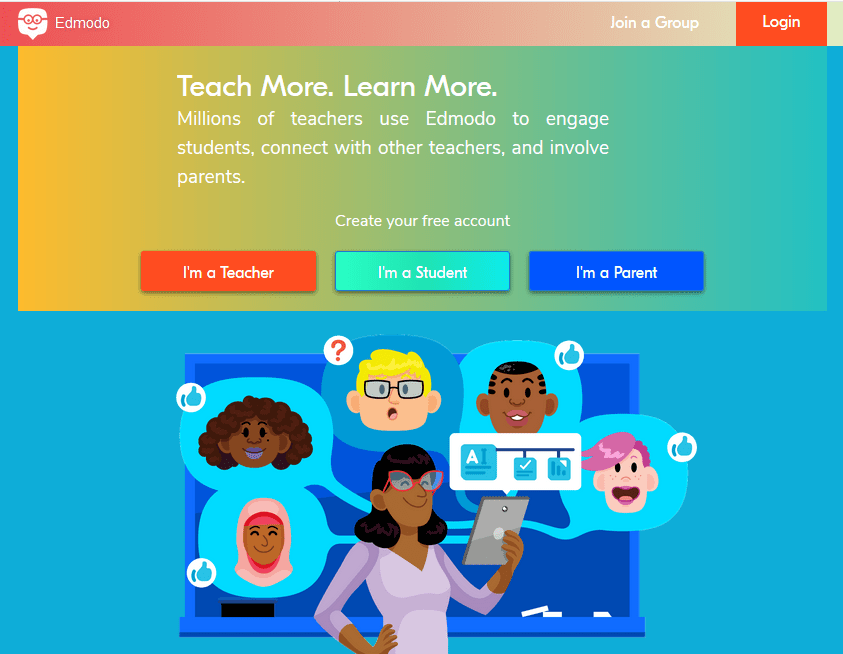 Edmodo
Join a Group
Login
Teach More. Learn More.
Millions of teachers use Edmodo to engage
students, connect with other teachers, and involve
parents.
Create your free account
I'm a Teacher
I'm a Student
I'm a Parent
?
A